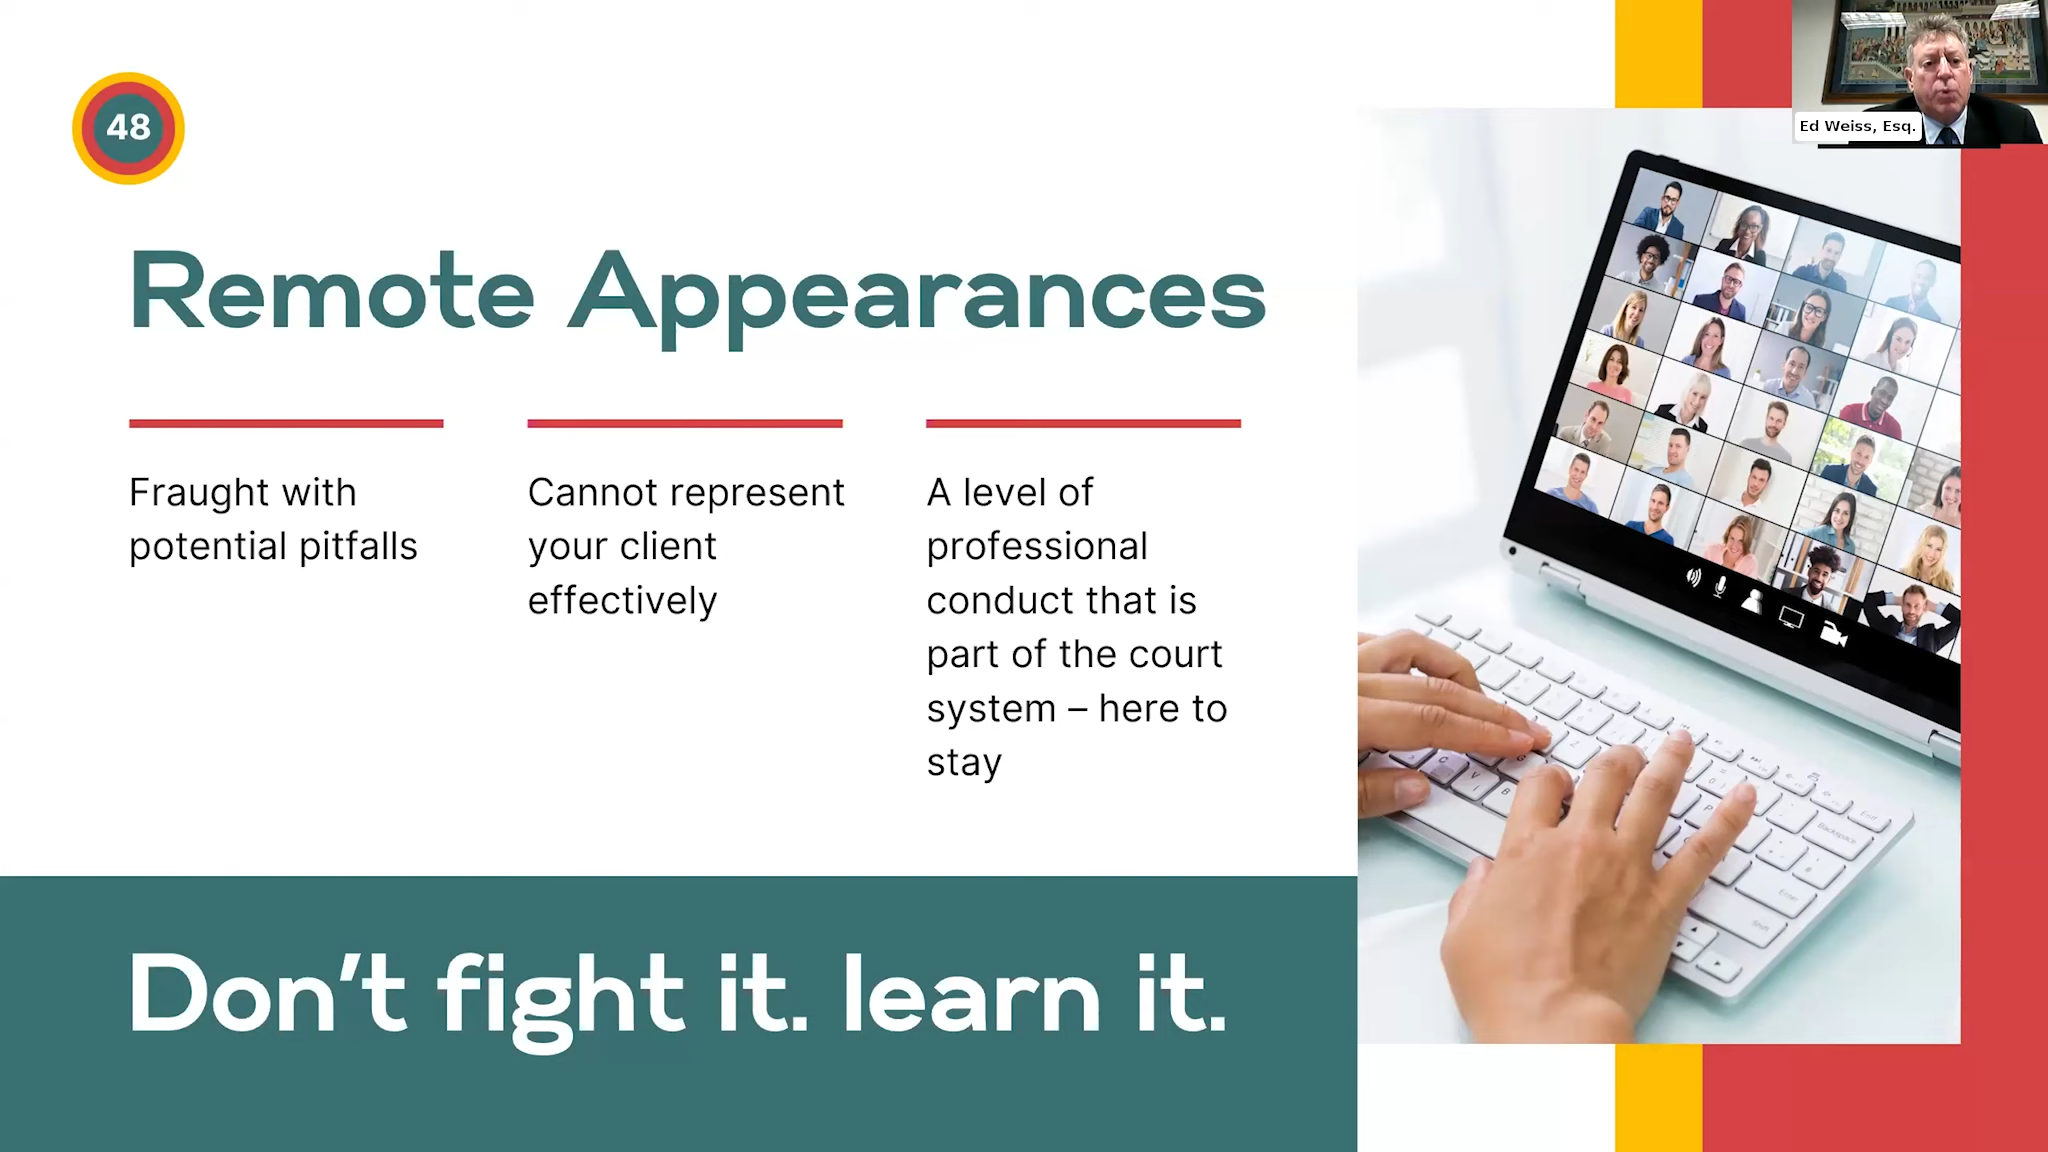 48
Ed Weiss, Esq.
Remote Appearances
Fraught with
potential pitfalls
Cannot represent
your client
effectively
A level of
professional
conduct that is
part of the court
system – here to
stay
Don’t fight it. learn it.